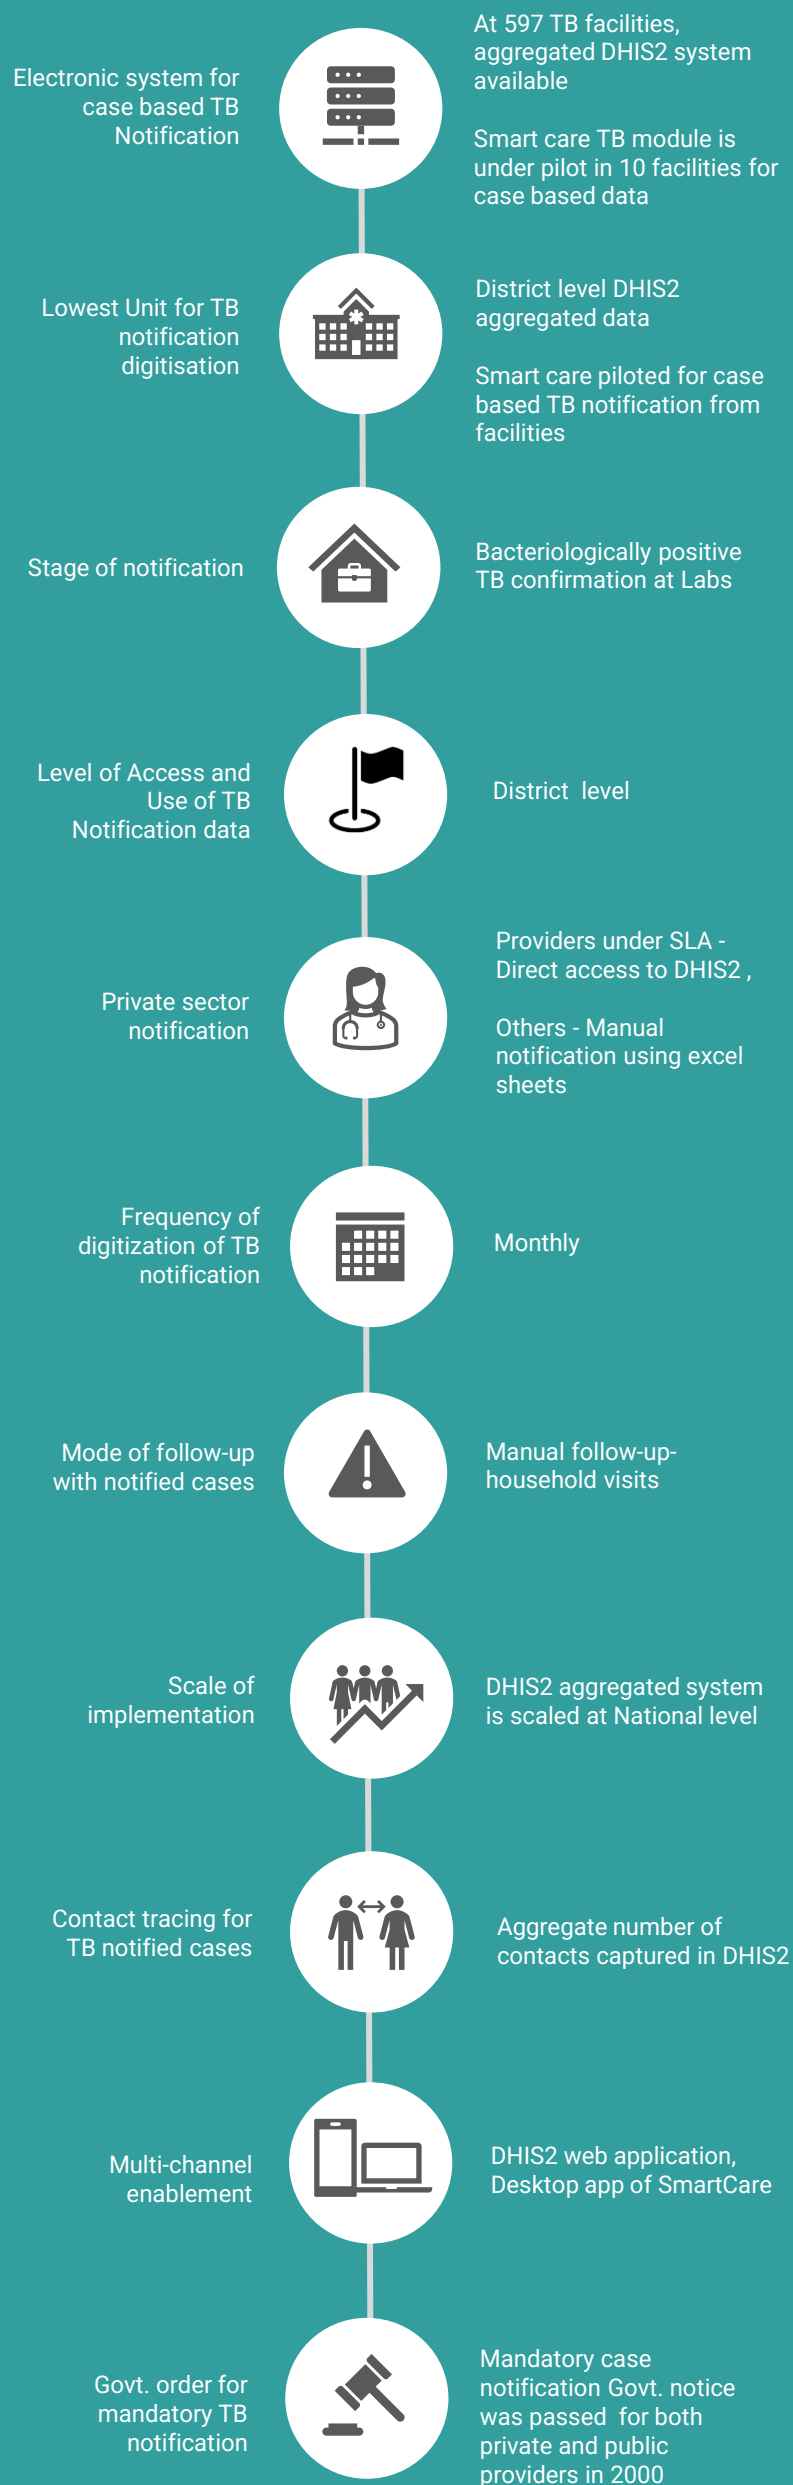 Electronic system for
case based TB
Notification
At 597 TB facilities,
aggregated DHIS2 system
available
Smart care TB module is
under pilot in 10 facilities for
case based data
Lowest Unit for TB
notification
digitisation
District level DHIS2
aggregated data
Smart care piloted for case
based TB notification from
facilities
Stage of notification
Bacteriologically positive
TB confirmation at Labs
Level of Access and
Use of TB
Notification data
District level
Private sector
notification
Providers under SLA -
Direct access to DHIS2 ,
Others - Manual
notification using excel
sheets
Frequency of
digitization of TB
notification
Monthly
Mode of follow-up
with notified cases
Manual follow-up-
household visits
Scale of
implementation
DHIS2 aggregated system
is scaled at National level
Contact tracing for
TB notified cases
Aggregate number of
contacts captured in DHIS2
Multi-channel
enablement
DHIS2 web application,
Desktop app of SmartCare
Govt. order for
mandatory TB
notification
Mandatory case
notification Govt. notice
was passed for both
private and public
providers in 2000